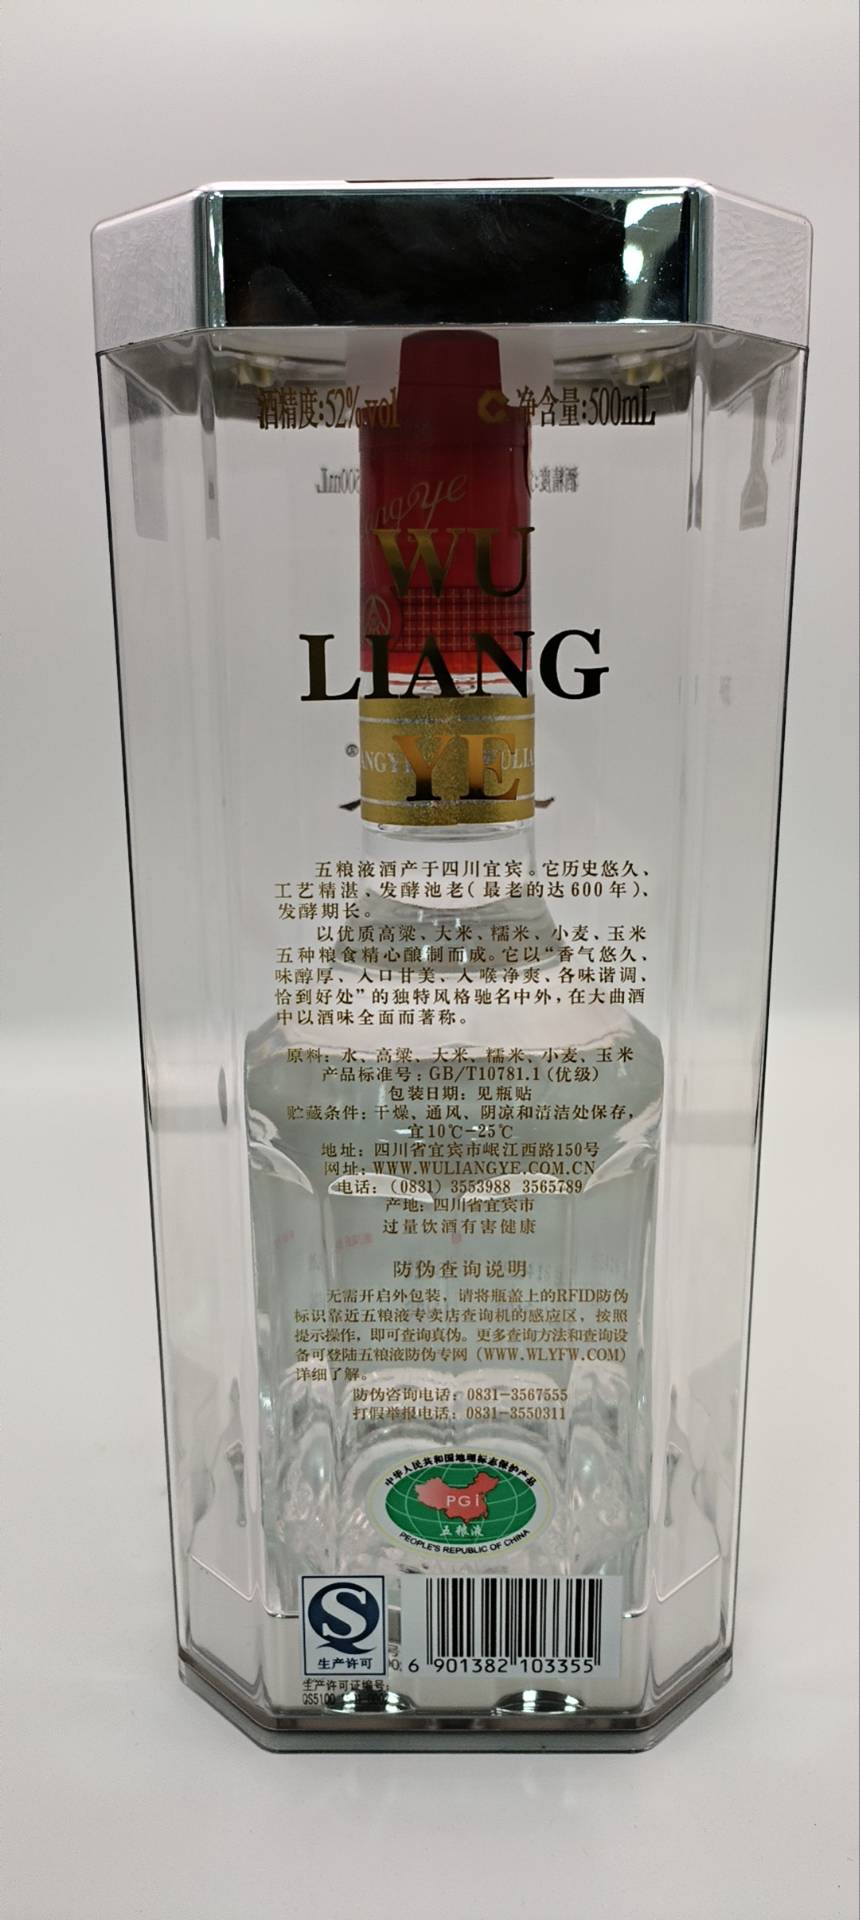 酒精度:52%vol 净含量:500mL
WU
LIANG
YE
五粮液酒产于四川宜宾。它历史悠久、
工艺精湛、发酵池老(最老的达600年)、
发酵期长。
以优质高粱、大米、糯米、小麦、玉米
五种粮食精心酿制而成。它以“香气悠久、
味醇厚、入口甘美、入喉净爽、各味谐调、
恰到好处”的独特风格驰名中外,在大曲酒
中以酒味全面而著称。
原料: 水、高粱、大米、糯米、小麦、玉米
产品标准号: GB/T10781.1(优级)
包装日期: 见瓶贴
贮藏条件: 干燥、通风、阴凉和洁洁处保存,
宜10℃-25℃
地址: 四川省宜宾市岷江西路150号
网址: WWW.WULIANGYE.COM.CN
电话: (0831) 3553988 3565789
产地: 四川省宜宾市
过量饮酒有害健康
防伪查询说明
无需开启外包装, 请将瓶盖上的RFID防伪
标识靠近五粮液专卖店查询机的感应区, 按照
提示操作, 即可查询真伪。更多查询方法和查询设
备可登陆五粮液防伪专网 (WWW.WLYFW.COM)
详细了解。
防伪咨询电话: 0831-3567555
打假举报电话: 0831-3550311
中华人民共和国地理标志保护产品
PGI
五粮液
PEOPLE'S REPUBLIC OF CHINA
生产许可
6 901382 103355
生产许可证编号:
QS5100